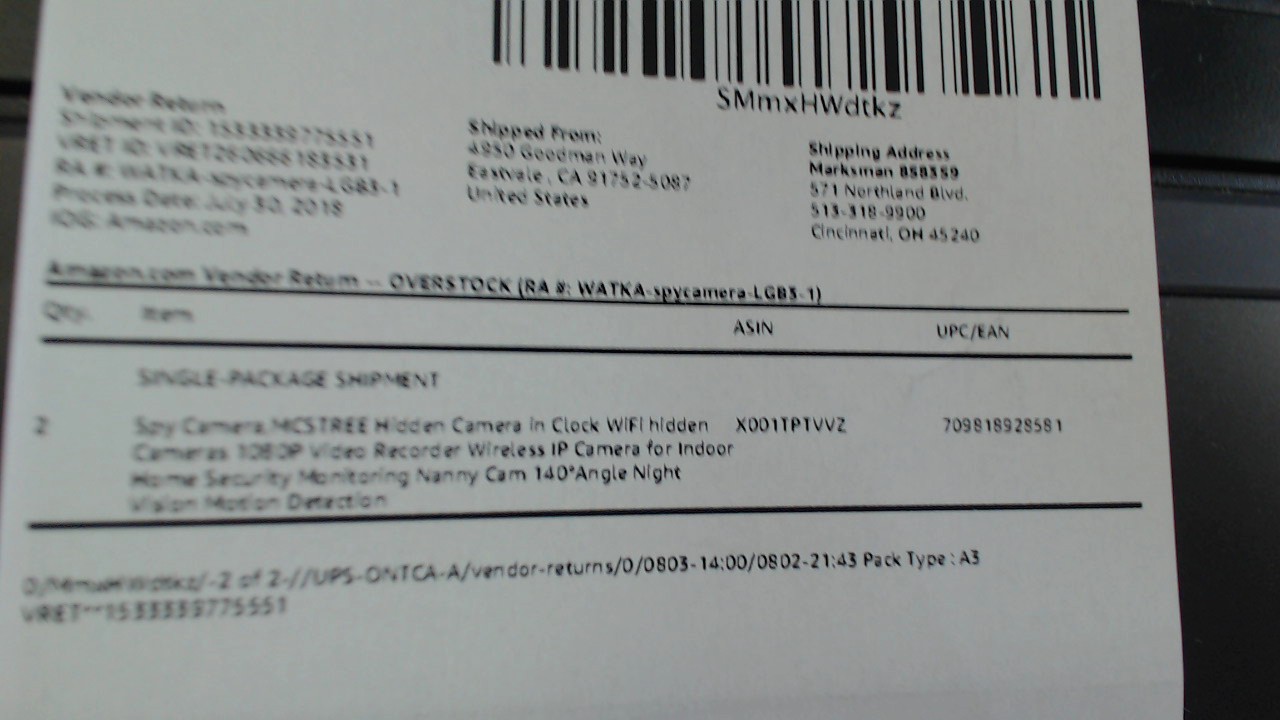 SMmxHWdtkz
Vendor Return
Shipment ID: 1533339775551
VRET ID: VRET260666183531
RA #: WATKA-spycamera-LGB5-1
Process Date: July 30, 2018
IOG: Amazon.com
Shipped From:
4950 Goodman Way
Eastvale, CA 91752-5087
United States
Shipping Address
Marksman 858359
571 Northland Blvd.
513-318-9900
Cincinnati, OH 45240
Amazon.com Vendor Return -- OVERSTOCK (RA #: WATKA-spycamera-LGB5-1)
Qty. Item ASIN UPC/EAN
SINGLE-PACKAGE SHIPMENT
2 Spy Camera,MCSTREE Hidden Camera in Clock WiFi hidden X001TPTVVZ 709818928581
Cameras 1080P Video Recorder Wireless IP Camera for Indoor
Home Security Monitoring Nanny Cam 140°Angle Night
Vision Motion Detection
/-2 of 2-//UPS-ONTCA-A/vendor-returns/0/0803-14:00/0802-21:43 Pack Type : A3
VRET**1533339775551